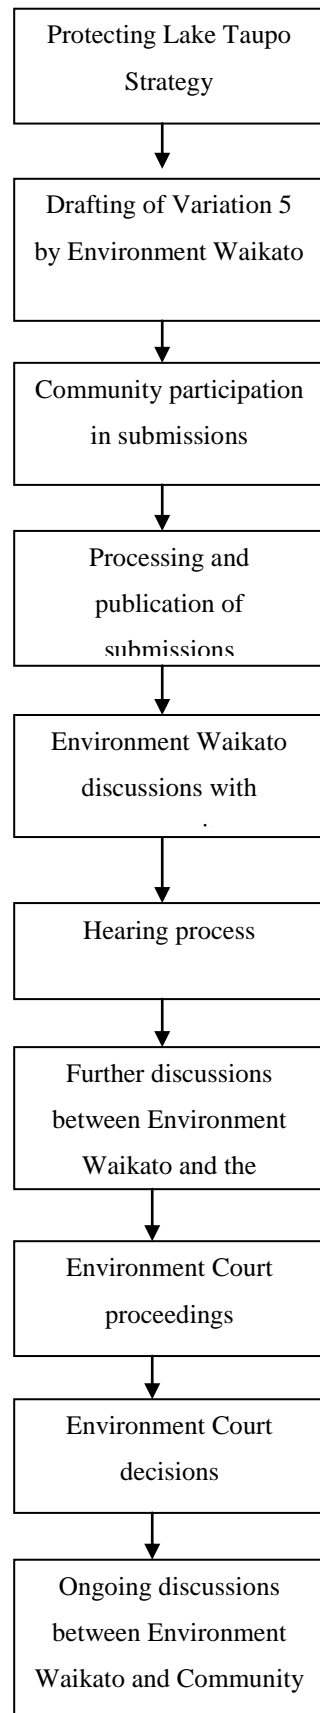 Protecting Lake Taupo
Strategy
Drafting of Variation 5
by Environment Waikato
Community participation
in submissions
Processing and
publication of
submissions
Environment Waikato
discussions with
Hearing process
Further discussions
between Environment
Waikato and the
Environment Court
proceedings
Environment Court
decisions
Ongoing discussions
between Environment
Waikato and Community